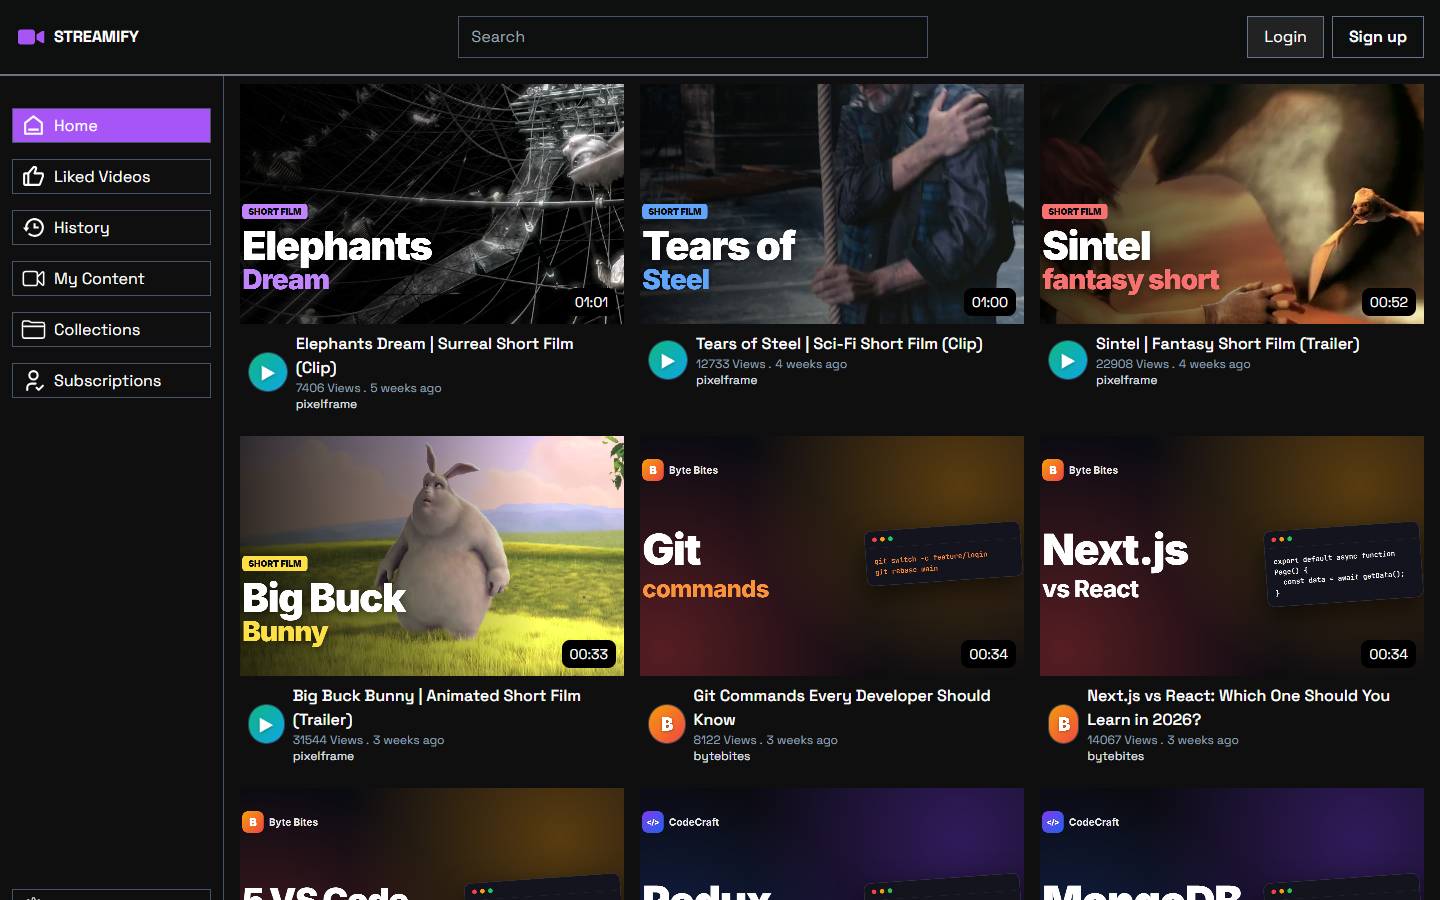 STREAMIFY
Search
Login
Sign up
Home
Liked Videos
History
My Content
Collections
Subscriptions
SHORT FILM
Elephants
Dream
01:01
Elephants Dream | Surreal Short Film
(Clip)
7406 Views . 5 weeks ago
pixelframe
SHORT FILM
Tears of
Steel
01:00
Tears of Steel | Sci-Fi Short Film (Clip)
12733 Views . 4 weeks ago
pixelframe
SHORT FILM
Sintel
fantasy short
00:52
Sintel | Fantasy Short Film (Trailer)
22908 Views . 4 weeks ago
pixelframe
SHORT FILM
Big Buck
Bunny
00:33
Big Buck Bunny | Animated Short Film
(Trailer)
31544 Views . 3 weeks ago
pixelframe
B Byte Bites
Git
commands
git switch -c feature/login
git rebase main
00:34
B
Git Commands Every Developer Should
Know
8122 Views . 3 weeks ago
bytebites
B Byte Bites
Next.js
vs React
export default async function
Page() {
const data = await getData();
}
00:34
B
Next.js vs React: Which One Should You
Learn in 2026?
14067 Views . 3 weeks ago
bytebites
B Byte Bites
5 VS Code
</> CodeCraft
Redux
</> CodeCraft
MongoDB